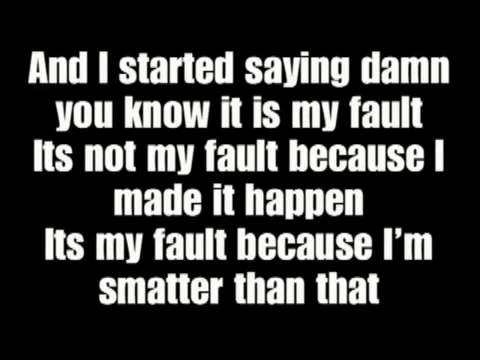 And I started saying damn
you know it is my fault
Its not my fault because I
made it happen
Its my fault because I'm
smatter than that